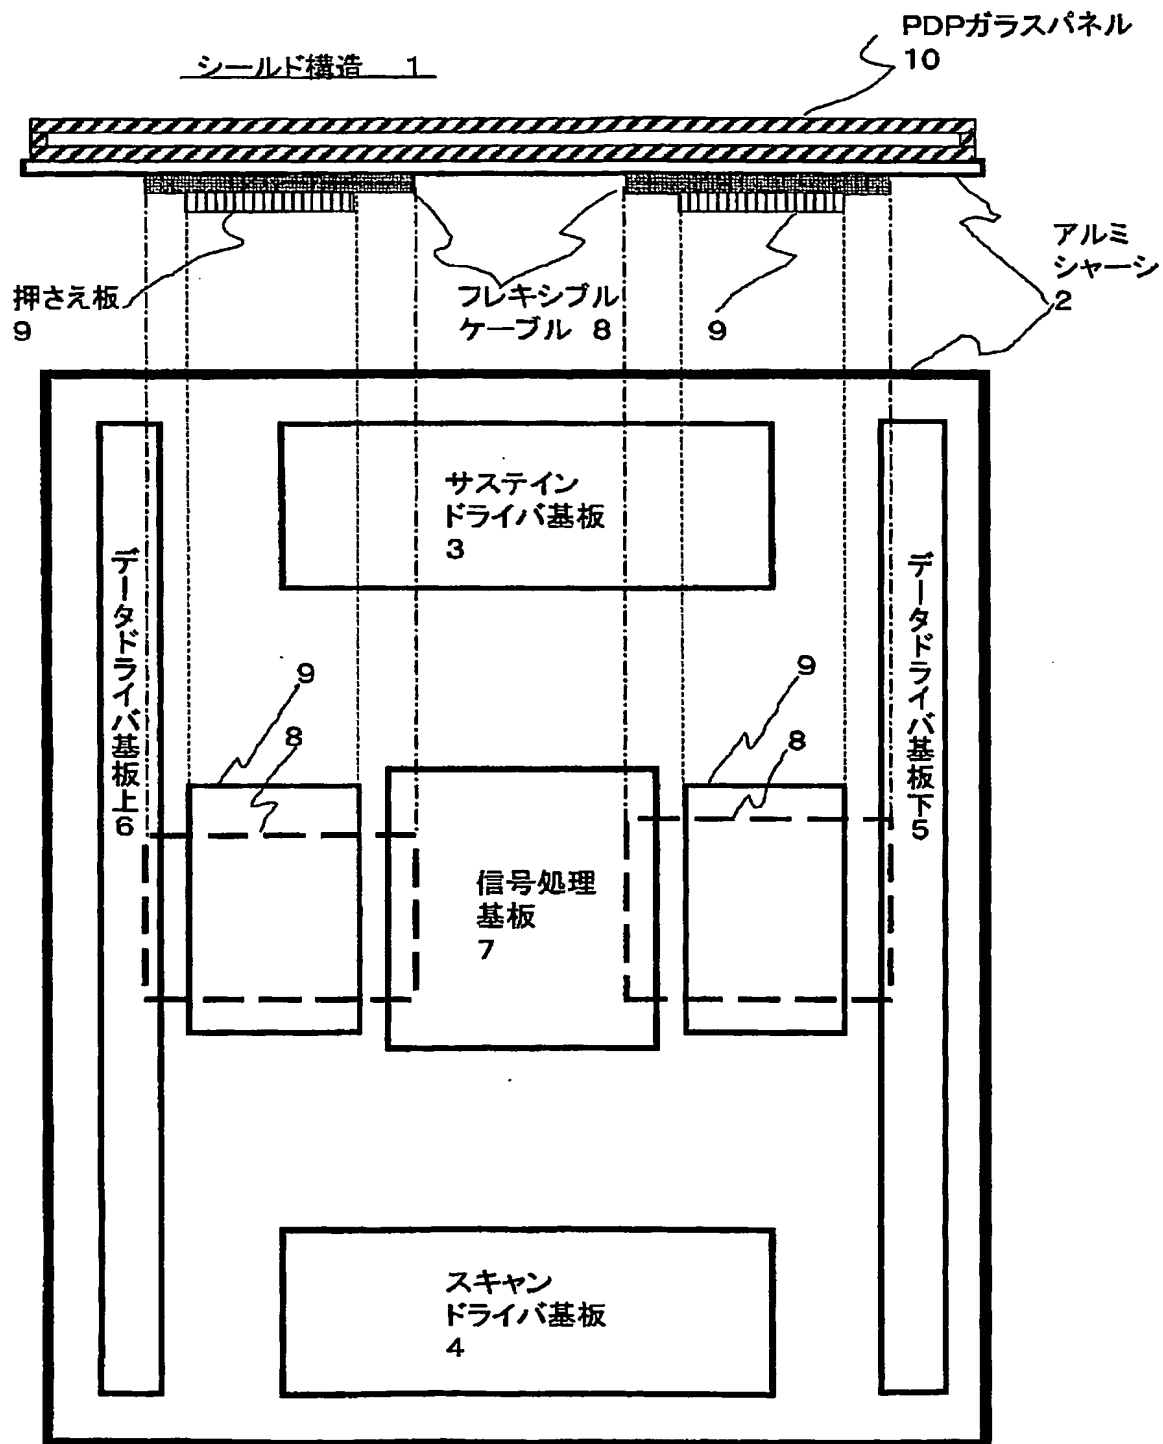 シールド構造 1
PDPガラスパネル
10
アルミ
シャーシ
2
押さえ板
9
フレキシブル
ケーブル 8
9
サステイン
ドライバ基板
3
データドライバ基板上6
データドライバ基板下5
9
8
9
8
信号処理
基板
7
スキャン
ドライバ基板
4